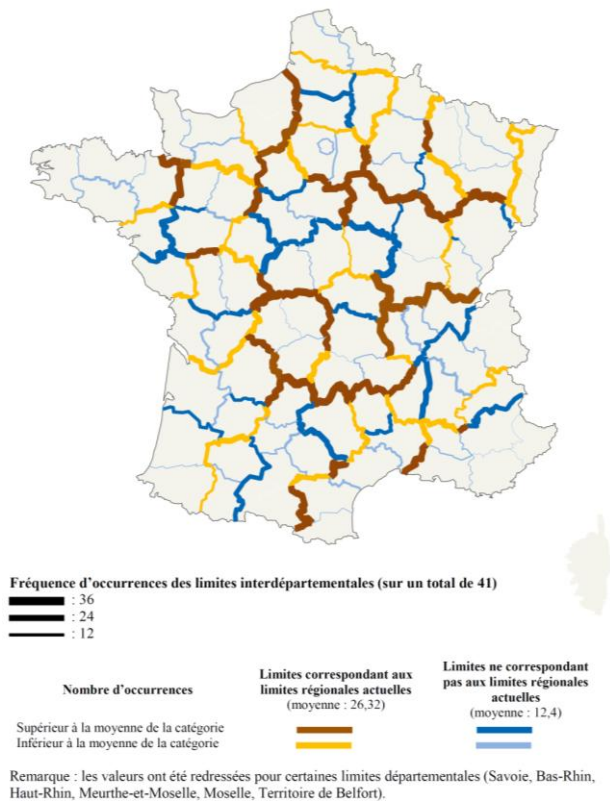 Fréquence d'occurrences des limites interdépartementales (sur un total de 41)
: 36
: 24
: 12
Nombre d'occurrences
Limites correspondant aux
limites régionales actuelles
(moyenne : 26,32)
Limites ne correspondant
pas aux limites régionales
actuelles
(moyenne : 12,4)
Supérieur à la moyenne de la catégorie
Inférieur à la moyenne de la catégorie
Remarque : les valeurs ont été redressées pour certaines limites départementales (Savoie, Bas-Rhin,
Haut-Rhin, Meurthe-et-Moselle, Moselle, Territoire de Belfort).